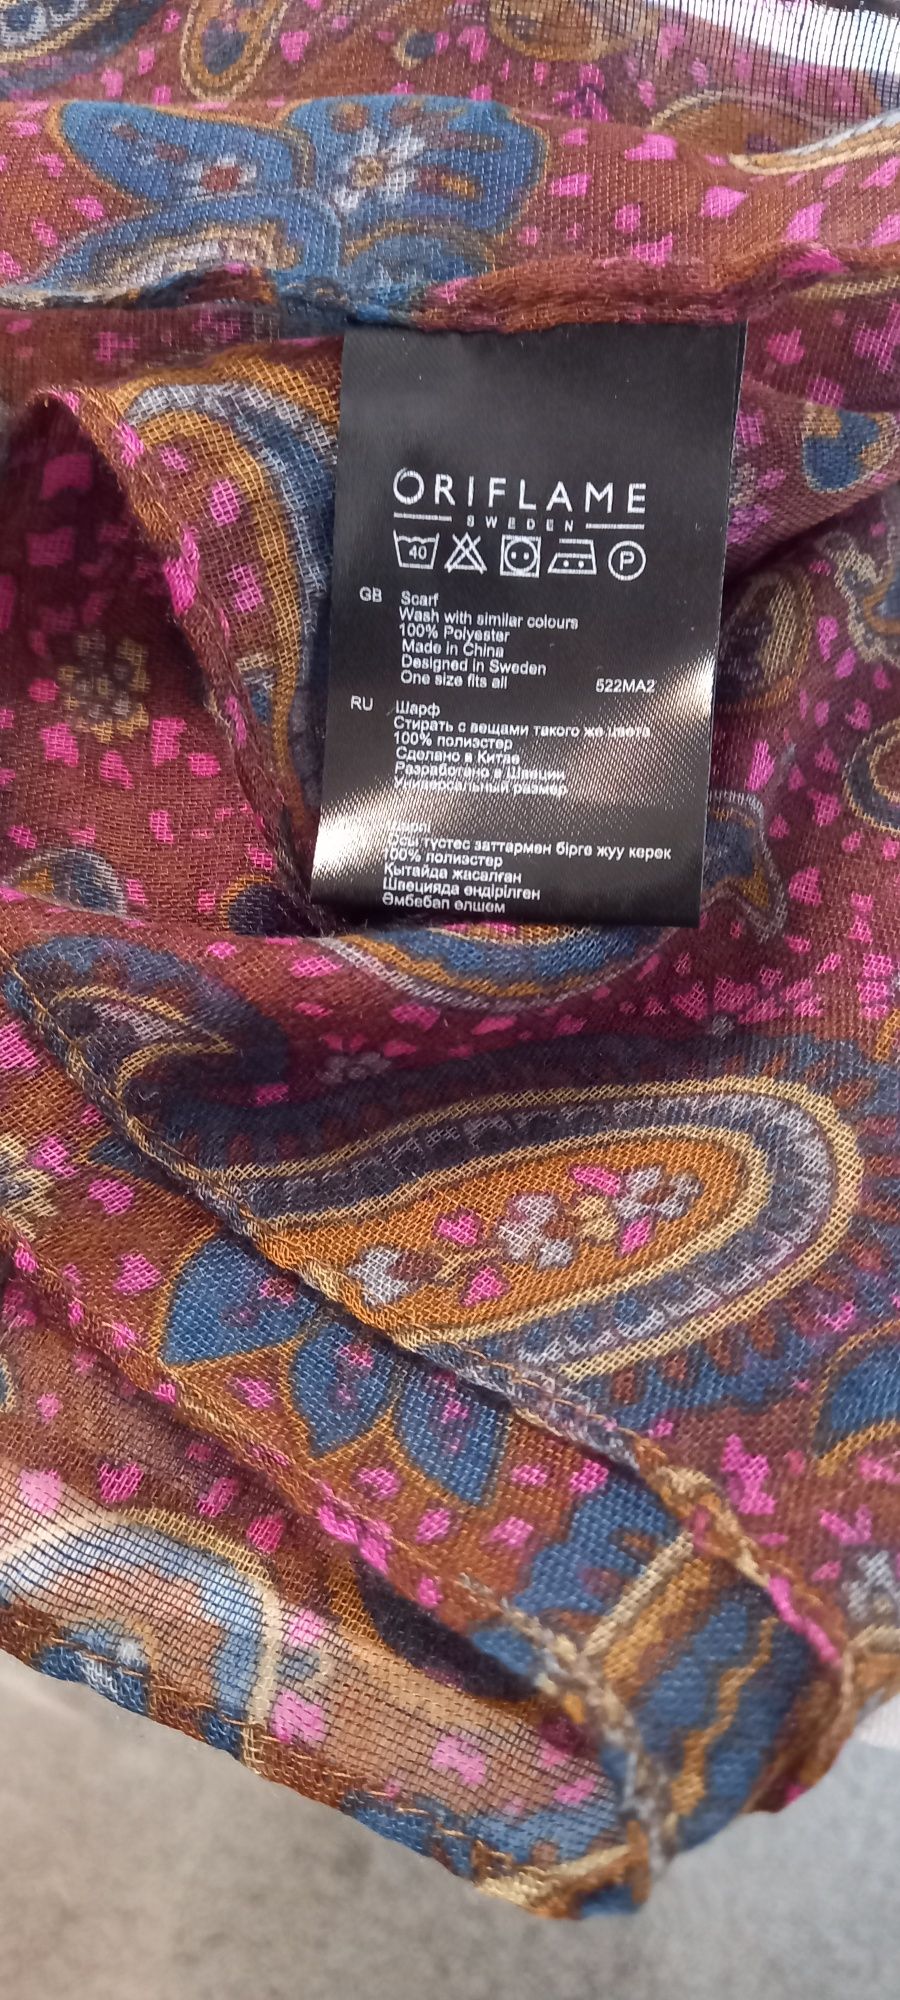 ORIFLAME
SWEDEN
40
P
GB Scarf
Wash with similar colours
100% Polyester
Made in China
Designed in Sweden
One size fits all 522MA2
RU Шарф
Стирать с вещами такого же цвета
100% полиэстер
Сделано в Китае
Разработано в Швеции
Универсальный размер
түстес заттармен бірге жуу керек
100% полиэстер
Қытайда жасалған
Швецияда өндірілген
Әмбебап өлшем